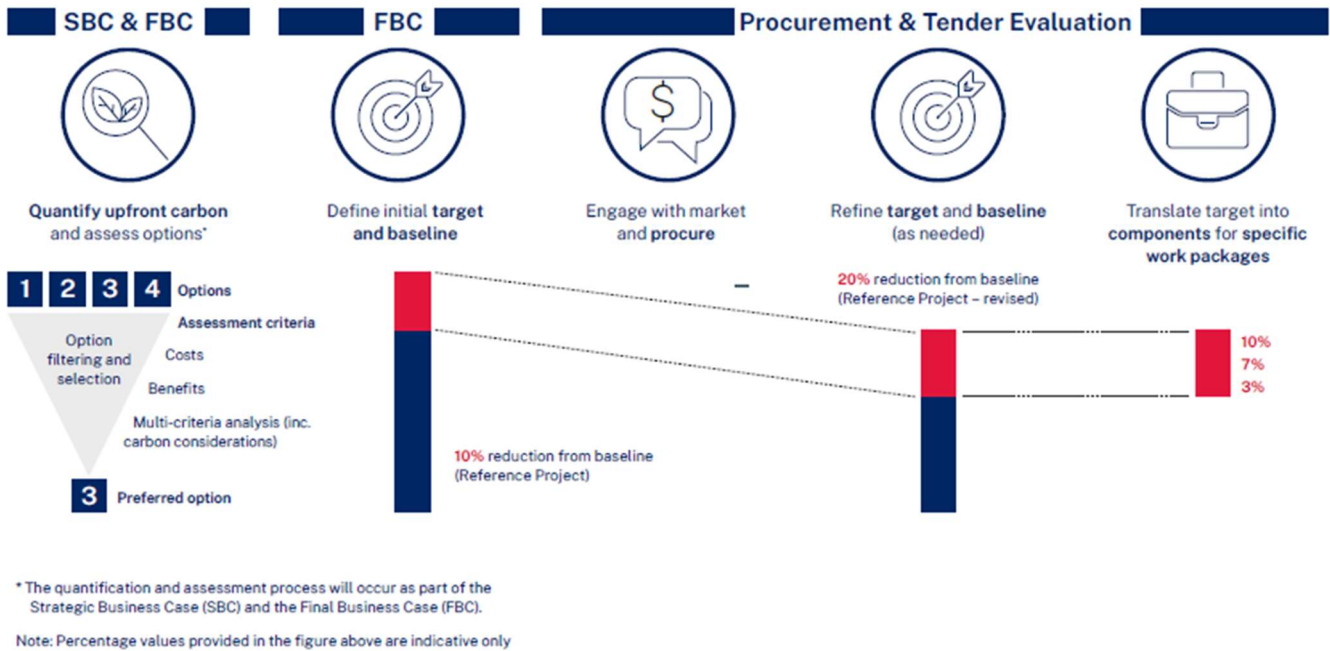 SBC & FBC
FBC
Procurement & Tender Evaluation
$
Quantify upfront carbon
and assess options*
Define initial target
and baseline
Engage with market
and procure
Refine target and baseline
(as needed)
Translate target into
components for specific
work packages
1 2 3 4 Options
Assessment criteria
Option
filtering and
selection
Costs
Benefits
Multi-criteria analysis (inc.
carbon considerations)
3 Preferred option
10% reduction from baseline
(Reference Project)
20% reduction from baseline
(Reference Project – revised)
10%
7%
3%
* The quantification and assessment process will occur as part of the
Strategic Business Case (SBC) and the Final Business Case (FBC).
Note: Percentage values provided in the figure above are indicative only